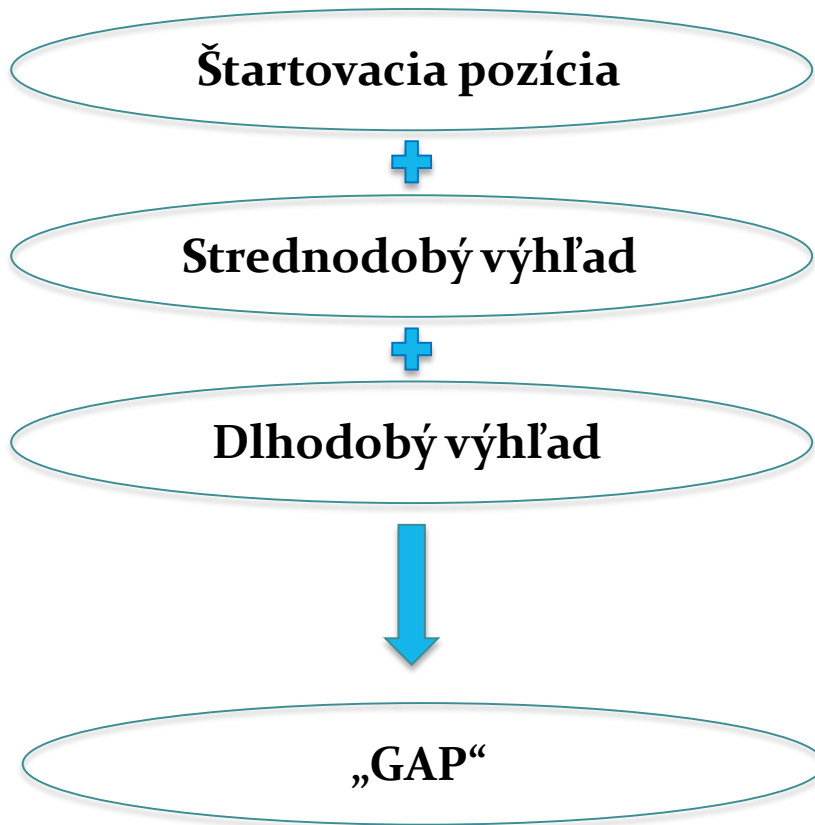 Štartovacia pozícia
Strednodobý výhľad
Dlhodobý výhľad
„GAP“